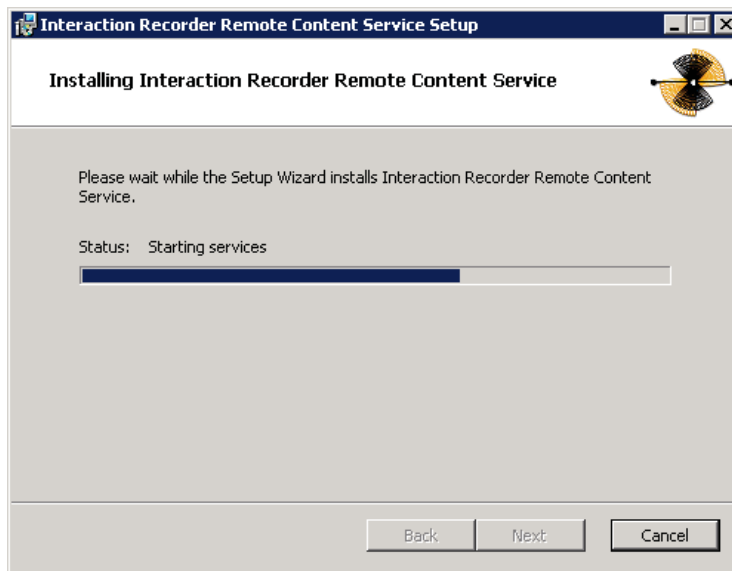 Interaction Recorder Remote Content Service Setup
Installing Interaction Recorder Remote Content Service
Please wait while the Setup Wizard installs Interaction Recorder Remote Content
Service.
Status: Starting services
Back Next Cancel